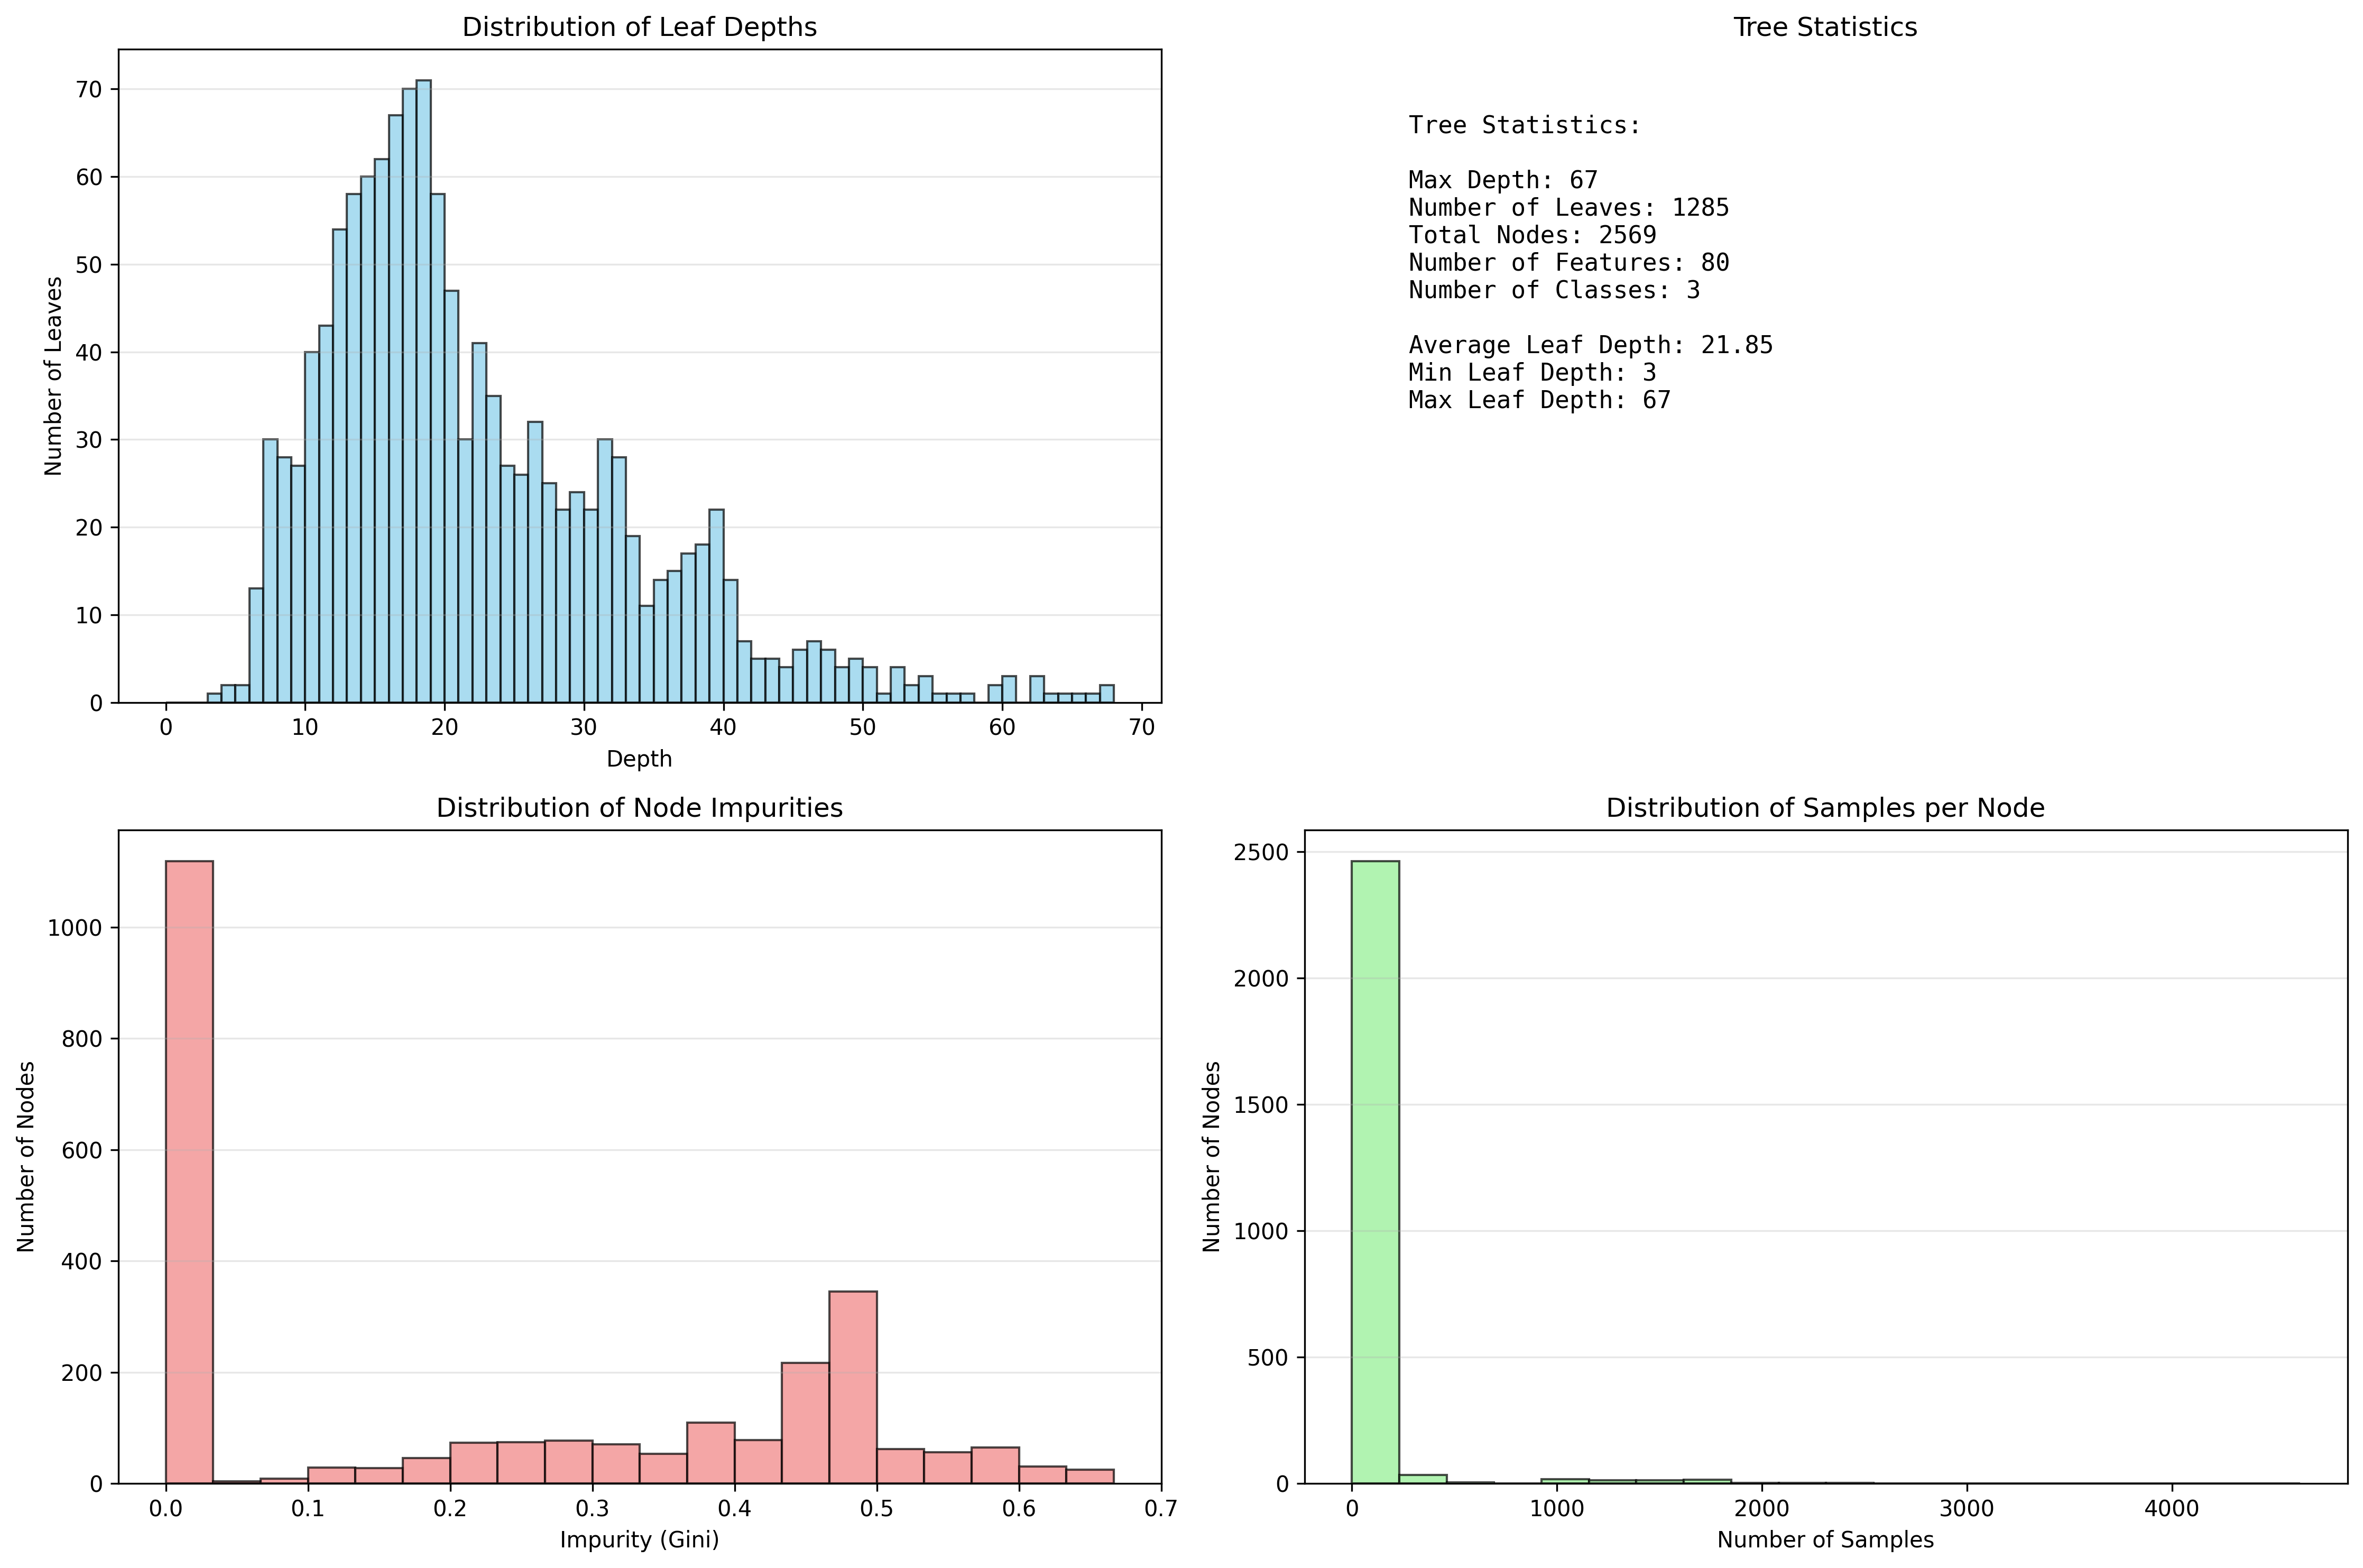 Distribution of Leaf Depths
Number of Leaves
70
60
50
40
30
20
10
0
0 10 20 30 40 50 60 70
Depth
Tree Statistics
Tree Statistics:
Max Depth: 67
Number of Leaves: 1285
Total Nodes: 2569
Number of Features: 80
Number of Classes: 3
Average Leaf Depth: 21.85
Min Leaf Depth: 3
Max Leaf Depth: 67
Distribution of Node Impurities
Number of Nodes
1000
800
600
400
200
0
0.0 0.1 0.2 0.3 0.4 0.5 0.6 0.7
Impurity (Gini)
Distribution of Samples per Node
Number of Nodes
2500
2000
1500
1000
500
0
0 1000 2000 3000 4000
Number of Samples